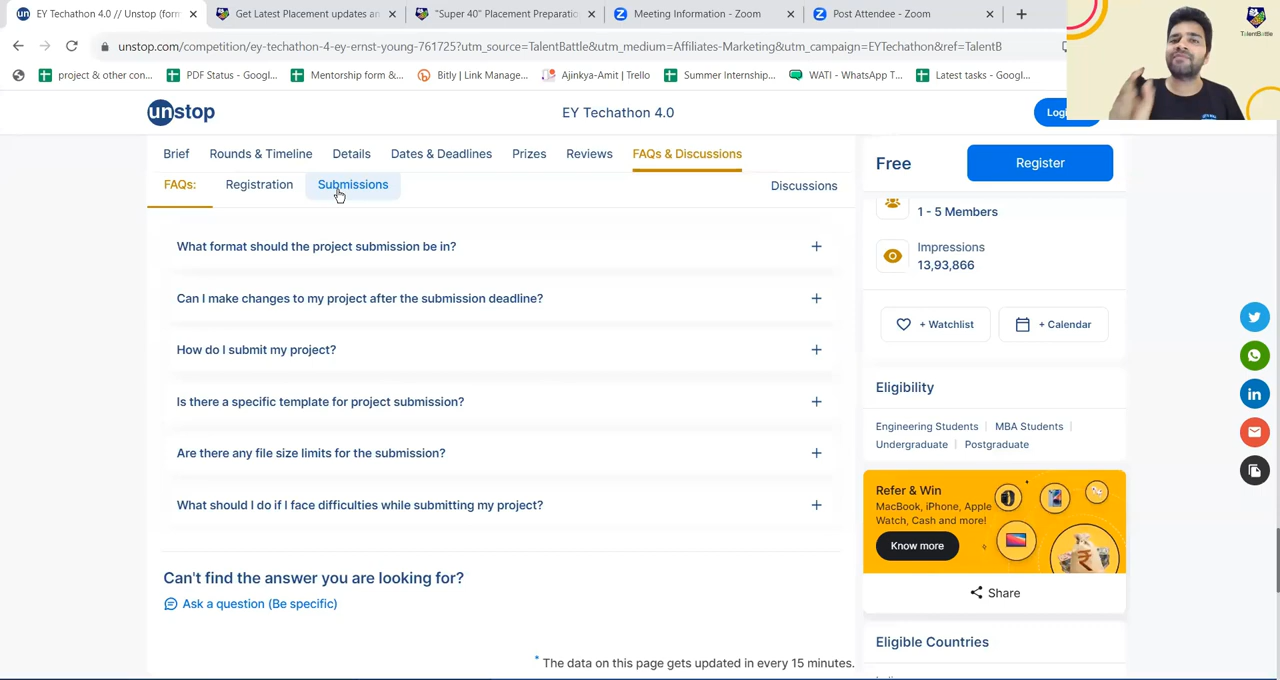 EY Techathon 4.0 // Unstop (form
Get Latest Placement updates an
"Super 40" Placement Preparatio
Meeting Information - Zoom
Post Attendee - Zoom
unstop.com/competition/ey-techathon-4-ey-ernst-young-761725?utm_source=TalentBattle&utm_medium=Affiliates-Marketing&utm_campaign=EYTechathon&ref=TalentB
project & other con...
PDF Status - Googl...
Mentorship form &...
Bitly | Link Manage...
Ajinkya-Amit | Trello
Summer Internship...
WATI - WhatsApp T...
Latest tasks - Googl...
TalentBattle
unstop
EY Techathon 4.0
Logi
Brief
Rounds & Timeline
Details
Dates & Deadlines
Prizes
Reviews
FAQs & Discussions
FAQs:
Registration
Submissions
Discussions
What format should the project submission be in?
Can I make changes to my project after the submission deadline?
How do I submit my project?
Is there a specific template for project submission?
Are there any file size limits for the submission?
What should I do if I face difficulties while submitting my project?
Can't find the answer you are looking for?
Ask a question (Be specific)
* The data on this page gets updated in every 15 minutes.
Free
Register
1 - 5 Members
Impressions
13,93,866
+ Watchlist
+ Calendar
Eligibility
Engineering Students | MBA Students |
Undergraduate | Postgraduate
Refer & Win
MacBook, iPhone, Apple
Watch, Cash and more!
Know more
Share
Eligible Countries